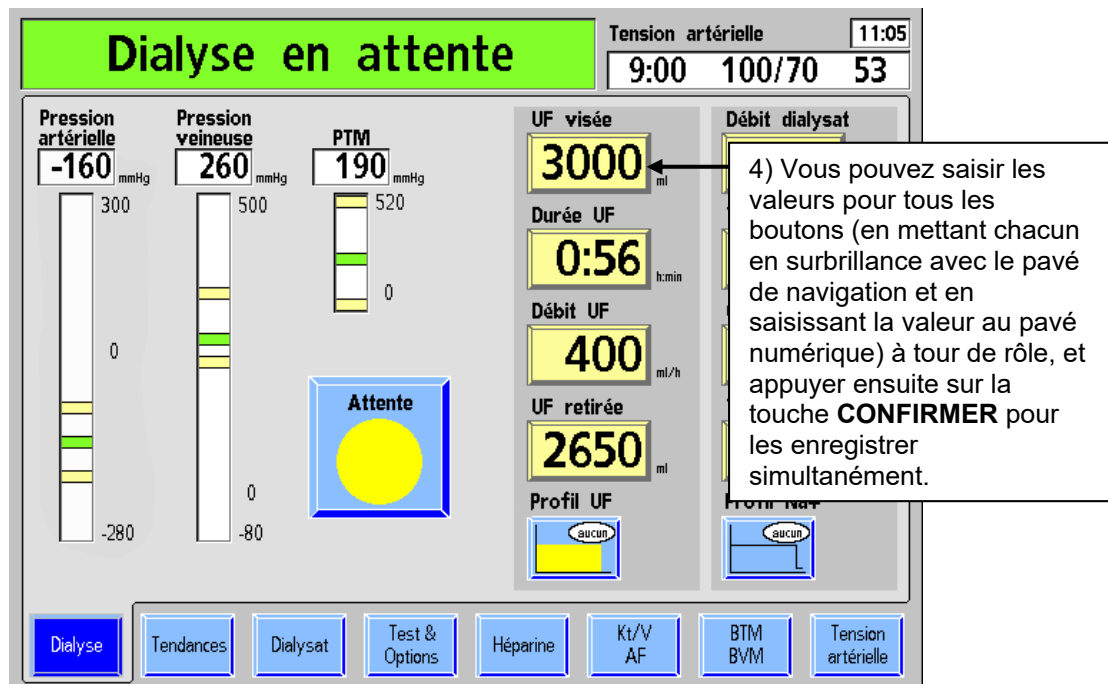 Dialyse en attente
Tension artérielle
11:05
9:00 100/70 53
Pression artérielle
-160 mmHg
300
0
-280
Pression veineuse
260 mmHg
500
0
-80
PTM
190 mmHg
520
0
Attente
UF visée
3000 ml
Durée UF
0:56 h:min
Débit UF
400 ml/h
UF retirée
2650 ml
Profil UF
aucun
Débit dialysat
4) Vous pouvez saisir les
valeurs pour tous les
boutons (en mettant chacun
en surbrillance avec le pavé
de navigation et en
saisissant la valeur au pavé
numérique) à tour de rôle, et
appuyer ensuite sur la
touche CONFIRMER pour
les enregistrer
simultanément.
Profil Na+
aucun
Dialyse
Tendances
Dialysat
Test &
Options
Héparine
Kt/V
AF
BTM
BVM
Tension
artérielle